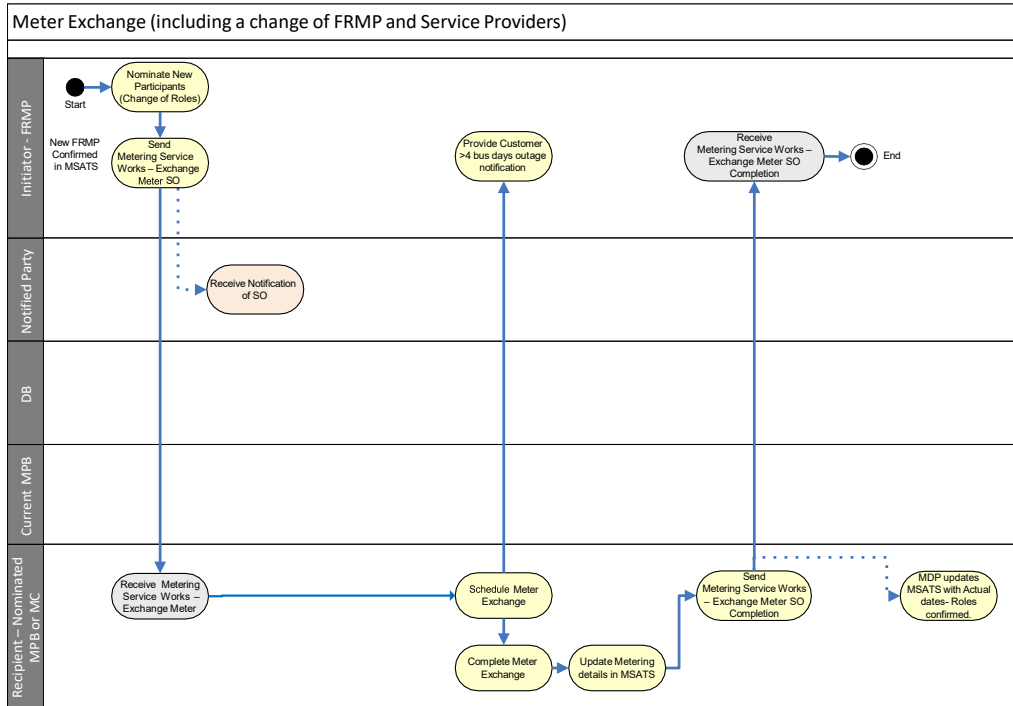 Meter Exchange (including a change of FRMP and Service Providers)
Initiator - FRMP
Start
Nominate New
Participants
(Change of Roles)
New FRMP
Confirmed
in MSATS
Send
Metering Service
Works – Exchange
Meter SO
Provide Customer
>4 bus days outage
notification
Receive
Metering Service Works –
Exchange Meter SO
Completion
End
Notified Party
Receive Notification
of SO
DB
Current MPB
Recipient – Nominated
MPB or MC
Receive Metering
Service Works –
Exchange Meter
Schedule Meter
Exchange
Send
Metering Service Works
– Exchange Meter SO
Completion
MDP updates
MSATS with Actual
dates- Roles
confirmed.
Complete Meter
Exchange
Update Metering
details in MSATS